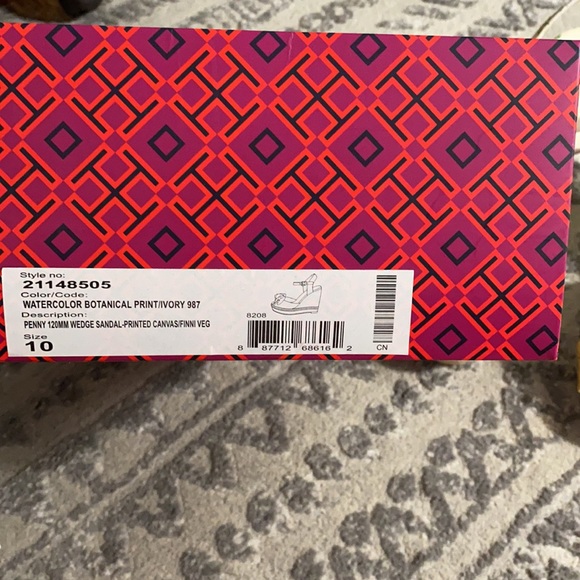 Style no:
21148505
Color/Code:
WATERCOLOR BOTANICAL PRINT/IVORY 987
Description:
PENNY 120MM WEDGE SANDAL-PRINTED CANVAS/FINNI VEG
Size
10
8208
8 87712 68616 2
CN